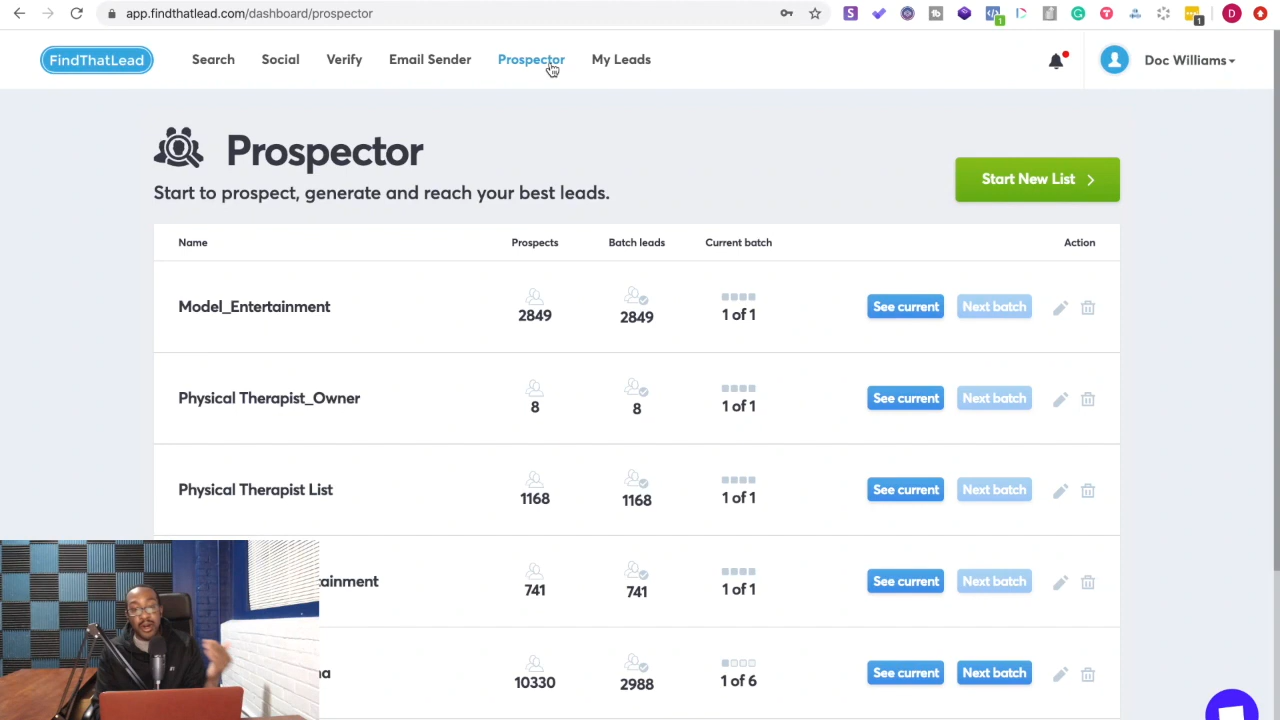 app.findthatlead.com/dashboard/prospector
S
1
G
T
1
D
FindThatLead
Search
Social
Verify
Email Sender
Prospector
My Leads
Doc Williams
Prospector
Start to prospect, generate and reach your best leads.
Start New List
Name
Prospects
Batch leads
Current batch
Action
Model_Entertainment
2849
2849
1 of 1
See current
Next batch
Physical Therapist_Owner
8
8
1 of 1
See current
Next batch
Physical Therapist List
1168
1168
1 of 1
See current
Next batch
tainment
741
741
1 of 1
See current
Next batch
na
10330
2988
1 of 6
See current
Next batch